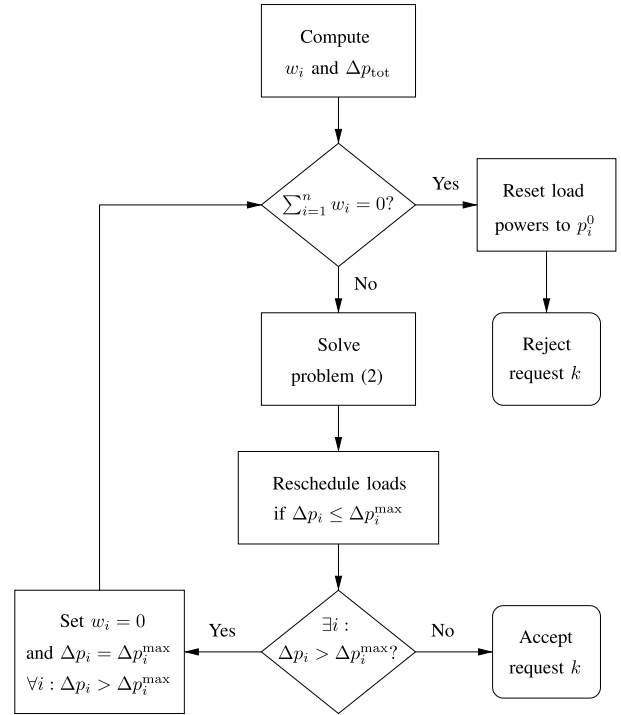 Compute
w_i and Δp_tot
∑_{i=1}^{n} w_i = 0?
Yes
Reset load
powers to p_i^0
No
Reject
request k
Solve
problem (2)
Reschedule loads
if Δp_i ≤ Δp_i^max
Set w_i = 0
and Δp_i = Δp_i^max
∀i : Δp_i > Δp_i^max
Yes
∃i :
Δp_i > Δp_i^max?
No
Accept
request k